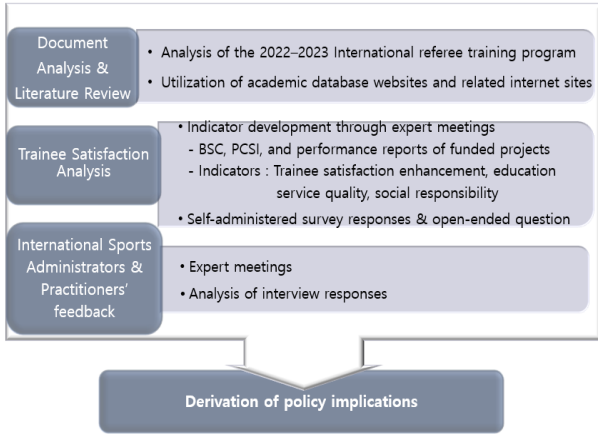 Document
Analysis &
Literature Review
• Analysis of the 2022–2023 International referee training program
• Utilization of academic database websites and related internet sites
Trainee Satisfaction
Analysis
• Indicator development through expert meetings
- BSC, PCSI, and performance reports of funded projects
- Indicators : Trainee satisfaction enhancement, education
service quality, social responsibility
• Self-administered survey responses & open-ended question
International Sports
Administrators &
Practitioners’
feedback
• Expert meetings
• Analysis of interview responses
Derivation of policy implications